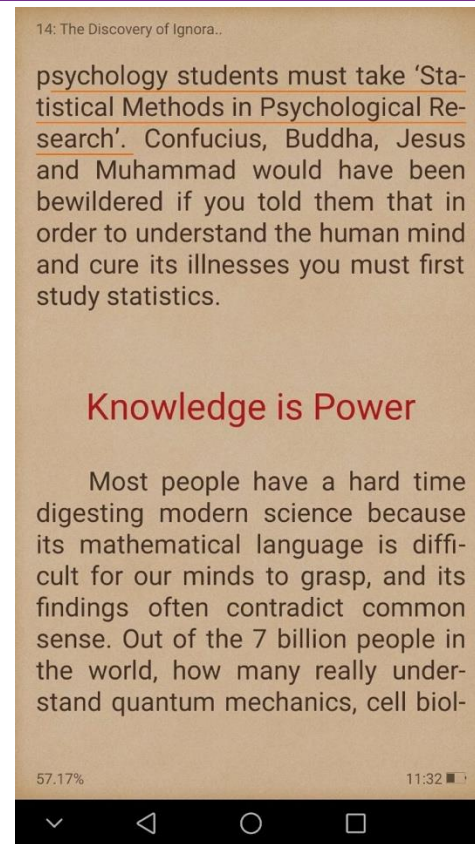 14: The Discovery of Ignora..
psychology students must take ‘Sta-
tistical Methods in Psychological Re-
search’. Confucius, Buddha, Jesus
and Muhammad would have been
bewildered if you told them that in
order to understand the human mind
and cure its illnesses you must first
study statistics.
Knowledge is Power
Most people have a hard time
digesting modern science because
its mathematical language is diffi-
cult for our minds to grasp, and its
findings often contradict common
sense. Out of the 7 billion people in
the world, how many really under-
stand quantum mechanics, cell biol-
57.17%
11:32